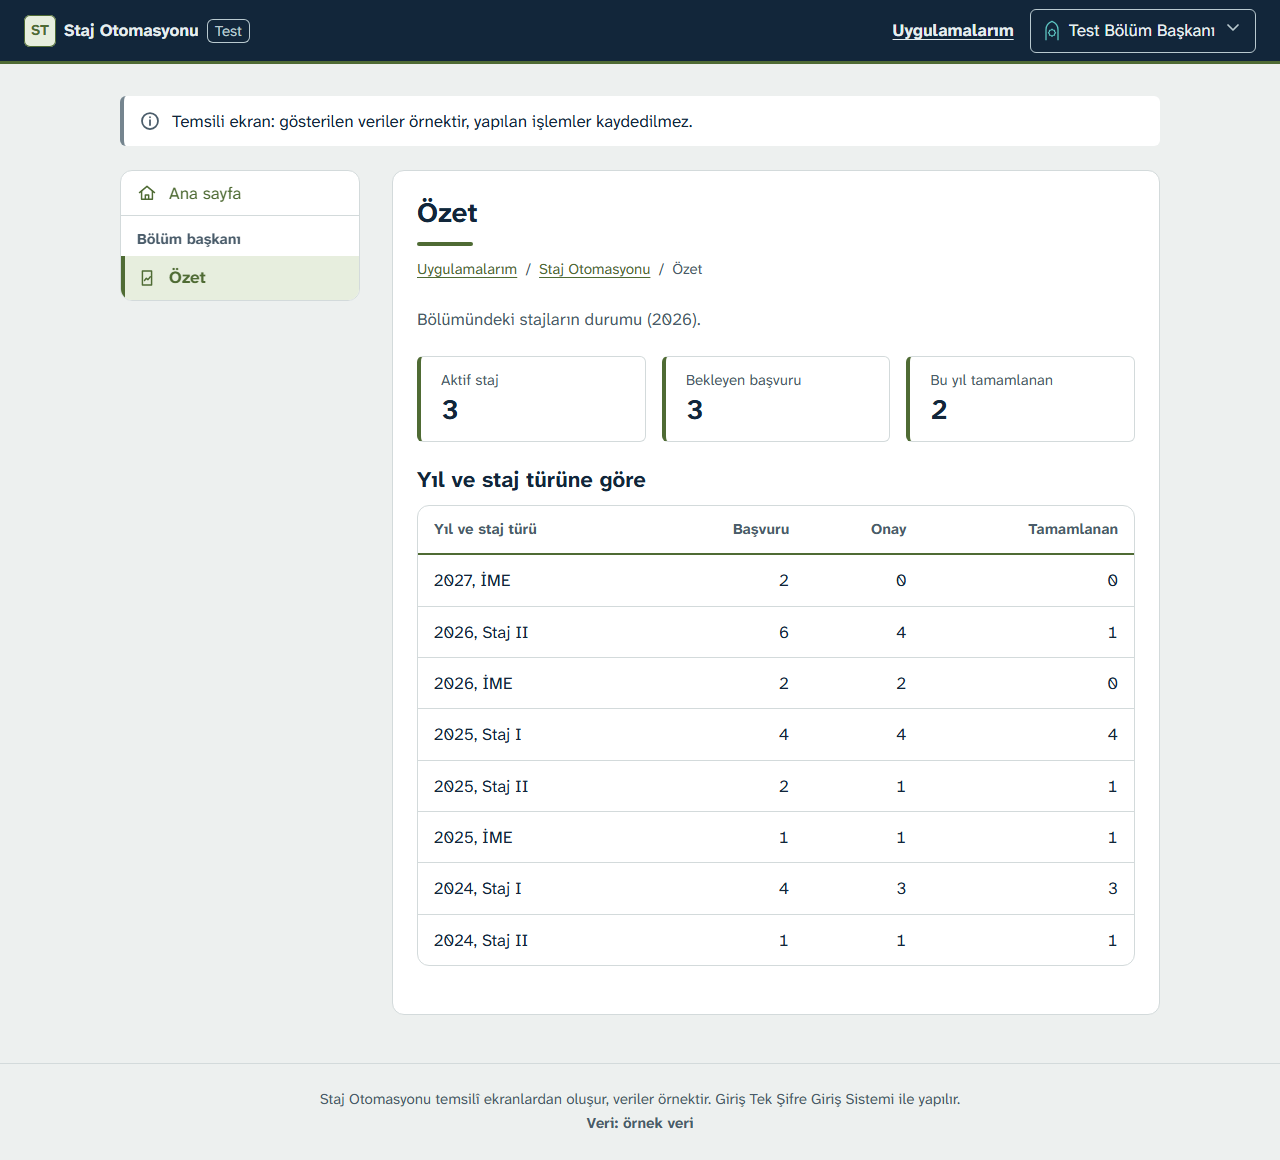 ST Staj Otomasyonu Test
Uygulamalarım
Test Bölüm Başkanı
Temsili ekran: gösterilen veriler örnektir, yapılan işlemler kaydedilmez.
Ana sayfa
Bölüm başkanı
Özet
Özet
Uygulamalarım / Staj Otomasyonu / Özet
Bölümündeki stajların durumu (2026).
Aktif staj
3
Bekleyen başvuru
3
Bu yıl tamamlanan
2
Yıl ve staj türüne göre
Yıl ve staj türü Başvuru Onay Tamamlanan
2027, İME 2 0 0
2026, Staj II 6 4 1
2026, İME 2 2 0
2025, Staj I 4 4 4
2025, Staj II 2 1 1
2025, İME 1 1 1
2024, Staj I 4 3 3
2024, Staj II 1 1 1
Staj Otomasyonu temsilî ekranlardan oluşur, veriler örnektir. Giriş Tek Şifre Giriş Sistemi ile yapılır.
Veri: örnek veri